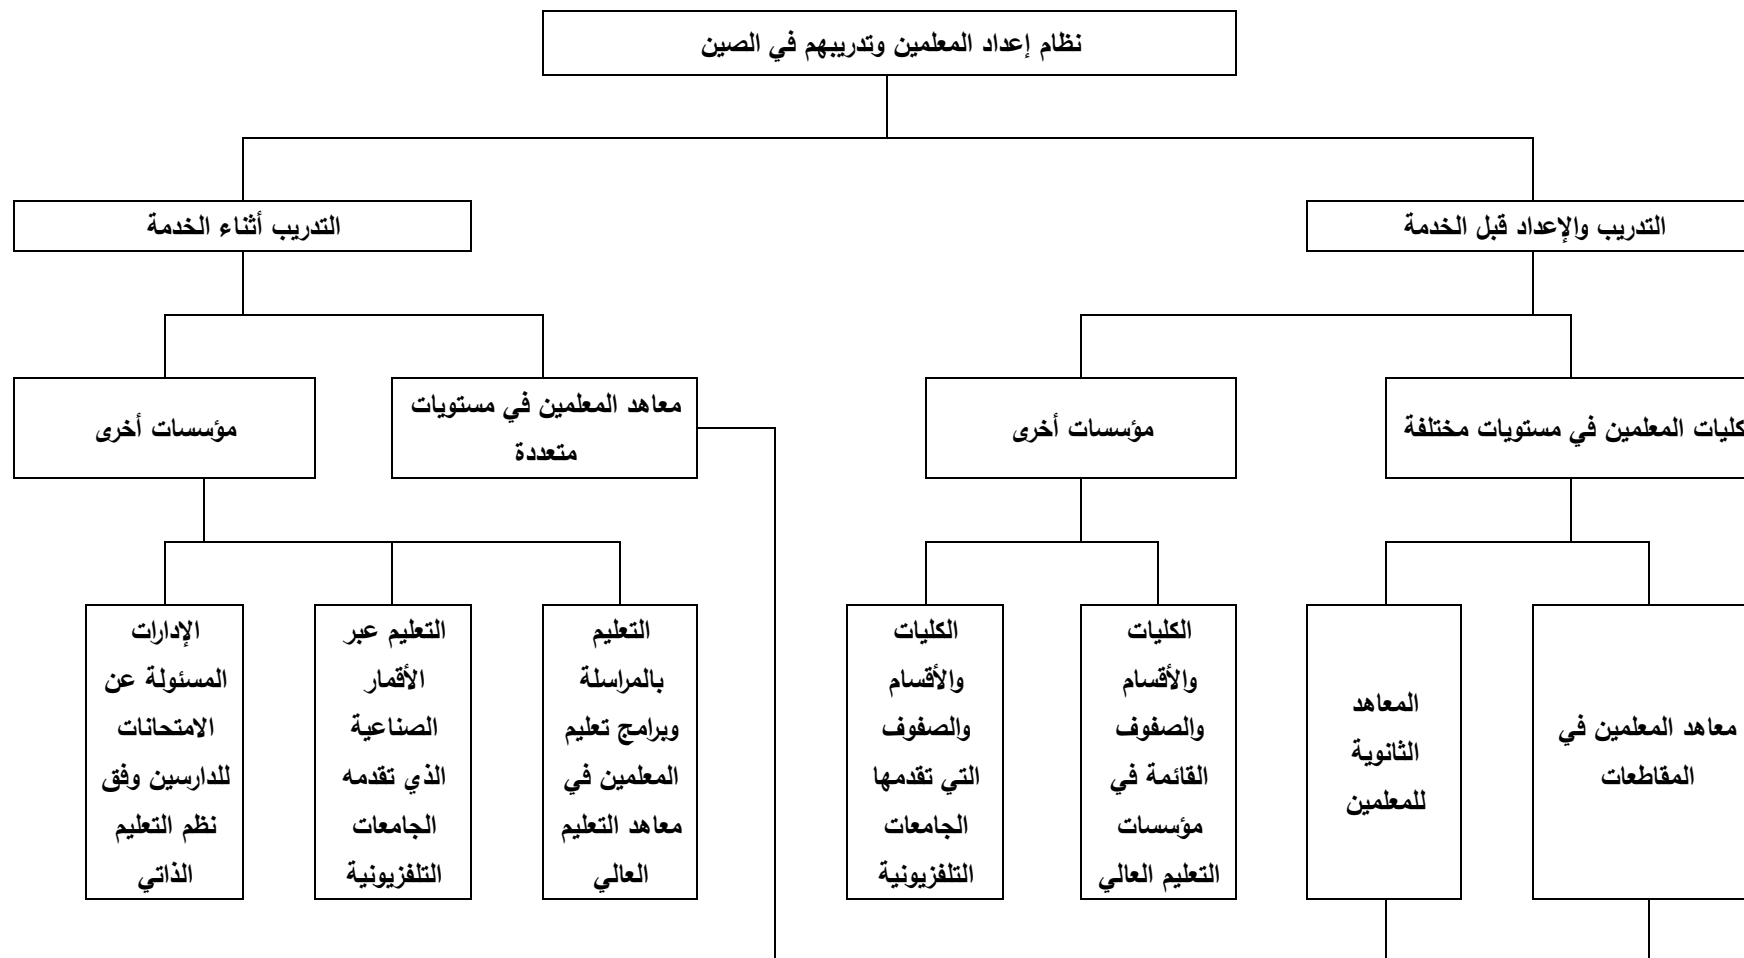 نظام إعداد المعلمين وتدريبهم في الصين
التدريب والإعداد قبل الخدمة
التدريب أثناء الخدمة
كليات المعلمين في مستويات مختلفة
مؤسسات أخرى
معاهد المعلمين في مستويات
متعددة
مؤسسات أخرى
معاهد المعلمين في
المقاطعات
المعاهد
الثانوية
للمعلمين
الكليات
والأقسام
والصفوف
القائمة في
مؤسسات
التعليم العالي
الكليات
والأقسام
والصفوف
التي تقدمها
الجامعات
التلفزيونية
التعليم
بالمراسلة
وبرامج تعليم
المعلمين في
معاهد التعليم
العالي
التعليم عبر
الأقمار
الصناعية
الذي تقدمه
الجامعات
التلفزيونية
الإدارات
المسئولة عن
الامتحانات
للدارسين وفق
نظم التعليم
الذاتي